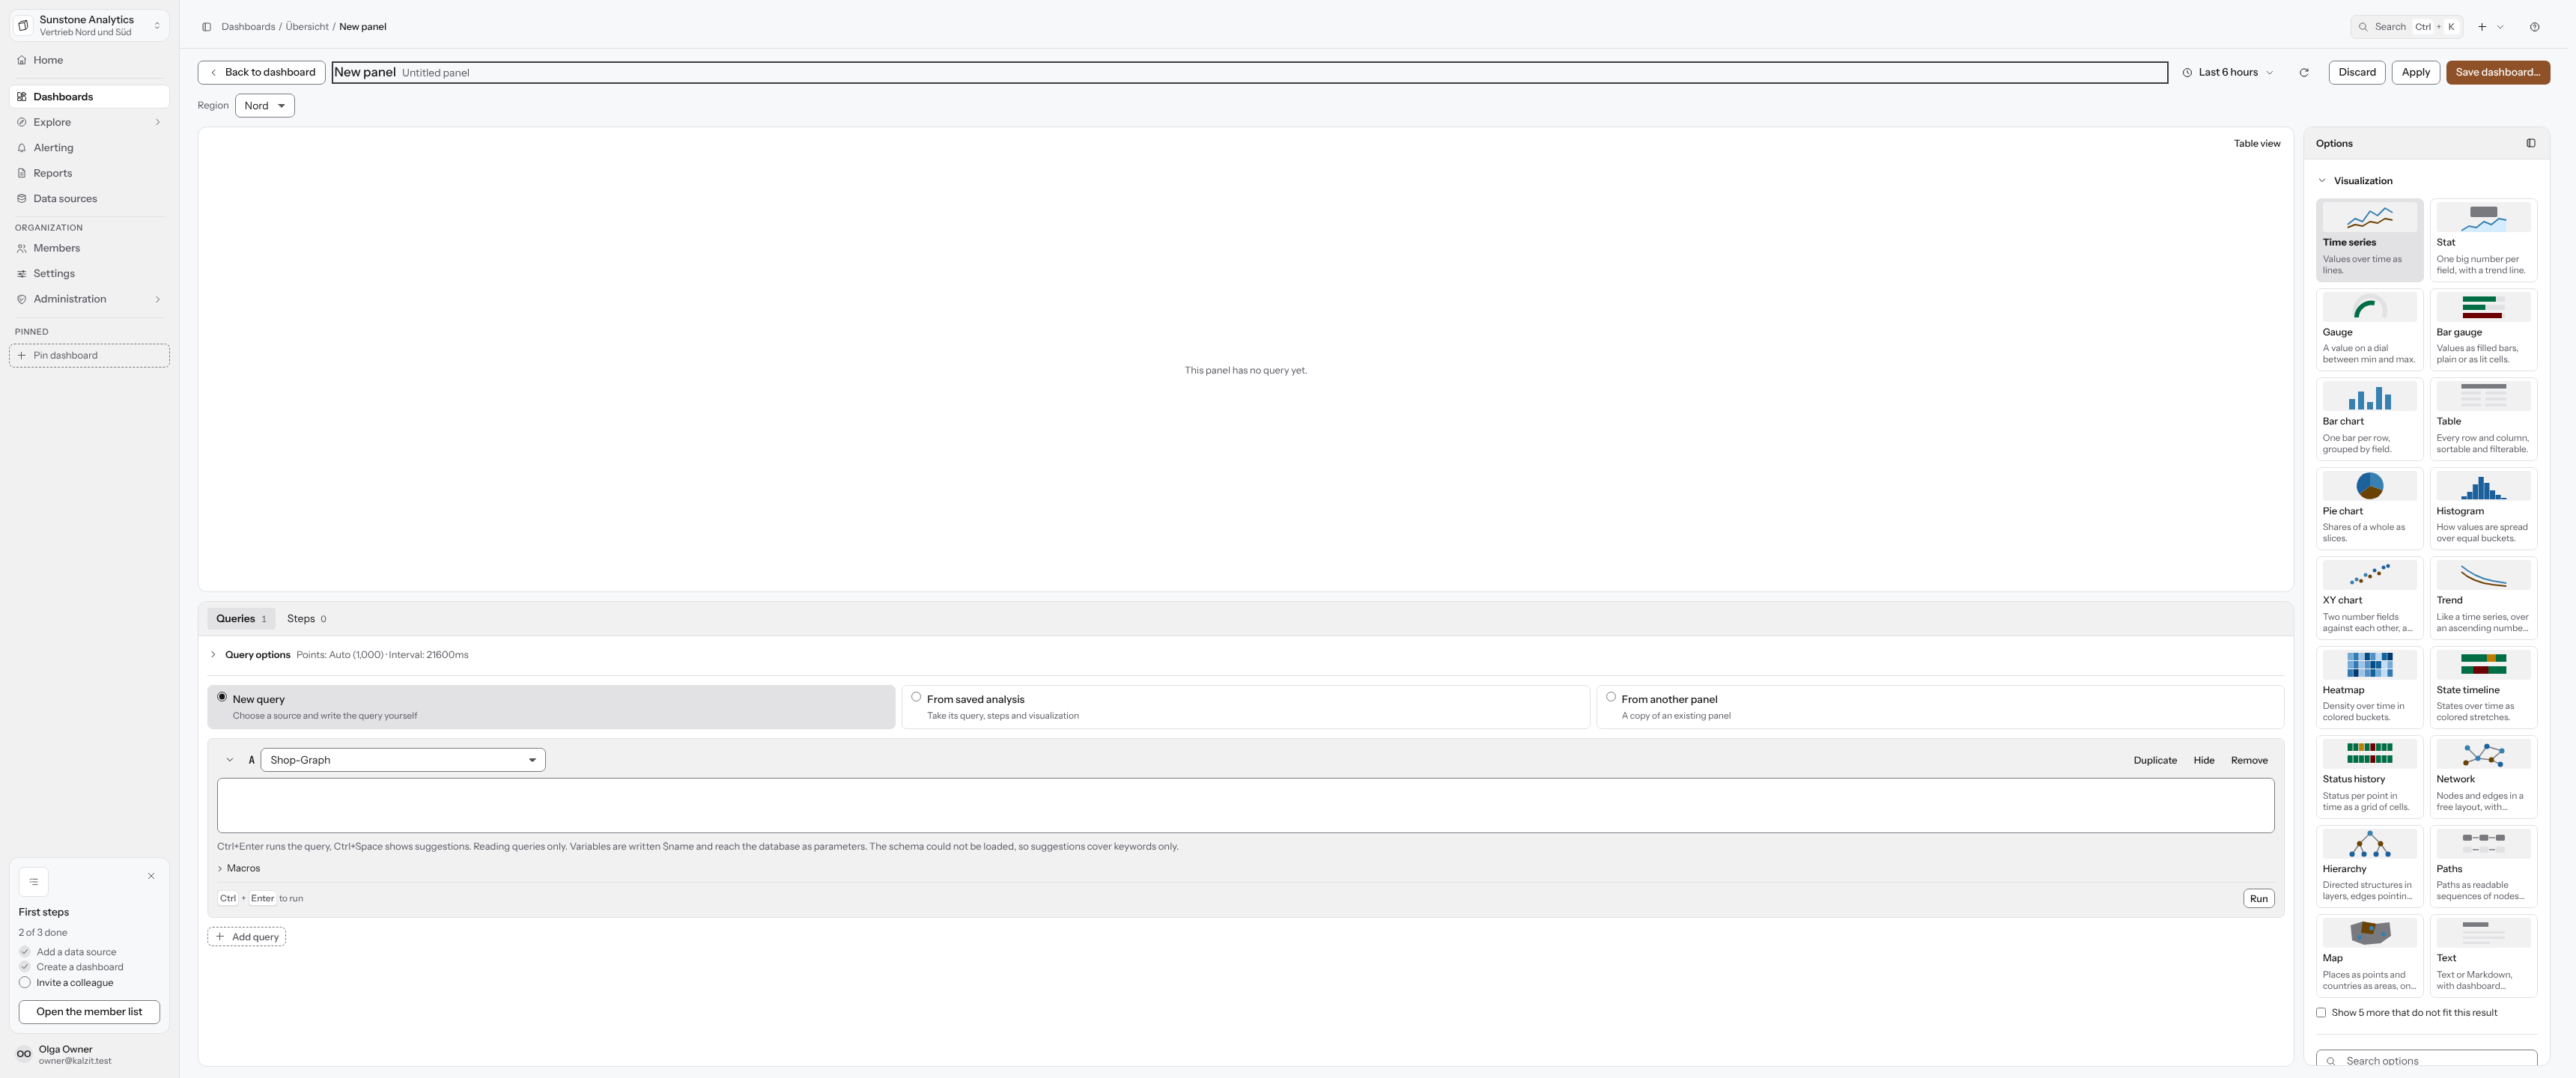 Sunstone Analytics
Vertrieb Nord und Süd
Home
Dashboards
Explore
Alerting
Reports
Data sources
ORGANIZATION
Members
Settings
Administration
PINNED
Pin dashboard
First steps
2 of 3 done
Add a data source
Create a dashboard
Invite a colleague
Open the member list
OO
Olga Owner
owner@kalzit.test
Dashboards / Übersicht / New panel
Search Ctrl + K
Back to dashboard
New panel Untitled panel
Last 6 hours
Discard
Apply
Save dashboard...
Region Nord
Table view
This panel has no query yet.
Queries 1
Steps 0
Query options Points: Auto (1,000) · Interval: 21600ms
New query
Choose a source and write the query yourself
From saved analysis
Take its query, steps and visualization
From another panel
A copy of an existing panel
A Shop-Graph
Duplicate
Hide
Remove
Ctrl+Enter runs the query, Ctrl+Space shows suggestions. Reading queries only. Variables are written $name and reach the database as parameters. The schema could not be loaded, so suggestions cover keywords only.
Macros
Ctrl + Enter to run
Run
Add query
Options
Visualization
Time series
Values over time as
lines.
Stat
One big number per
field, with a trend line.
Gauge
A value on a dial
between min and max.
Bar gauge
Values as filled bars,
plain or as lit cells.
Bar chart
One bar per row,
grouped by field.
Table
Every row and column,
sortable and filterable.
Pie chart
Shares of a whole as
slices.
Histogram
How values are spread
over equal buckets.
XY chart
Two number fields
against each other, a...
Trend
Like a time series, over
an ascending numbe...
Heatmap
Density over time in
colored buckets.
State timeline
States over time as
colored stretches.
Status history
Status per point in
time as a grid of cells.
Network
Nodes and edges in a
free layout, with...
Hierarchy
Directed structures in
layers, edges pointin...
Paths
Paths as readable
sequences of nodes...
Map
Places as points and
countries as areas, on...
Text
Text or Markdown,
with dashboard...
Show 5 more that do not fit this result
Search options